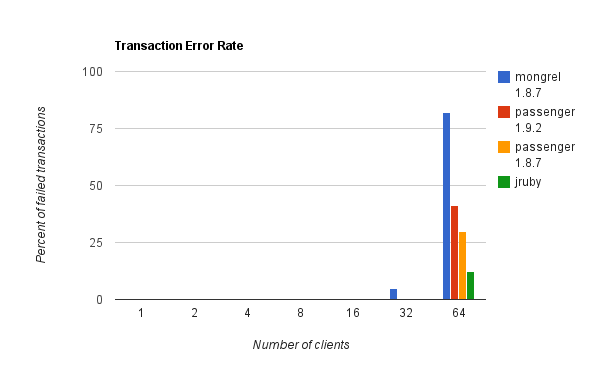 Transaction Error Rate
100
75
50
25
0
Percent of failed transactions
1 2 4 8 16 32 64
Number of clients
mongrel
1.8.7
passenger
1.9.2
passenger
1.8.7
jruby